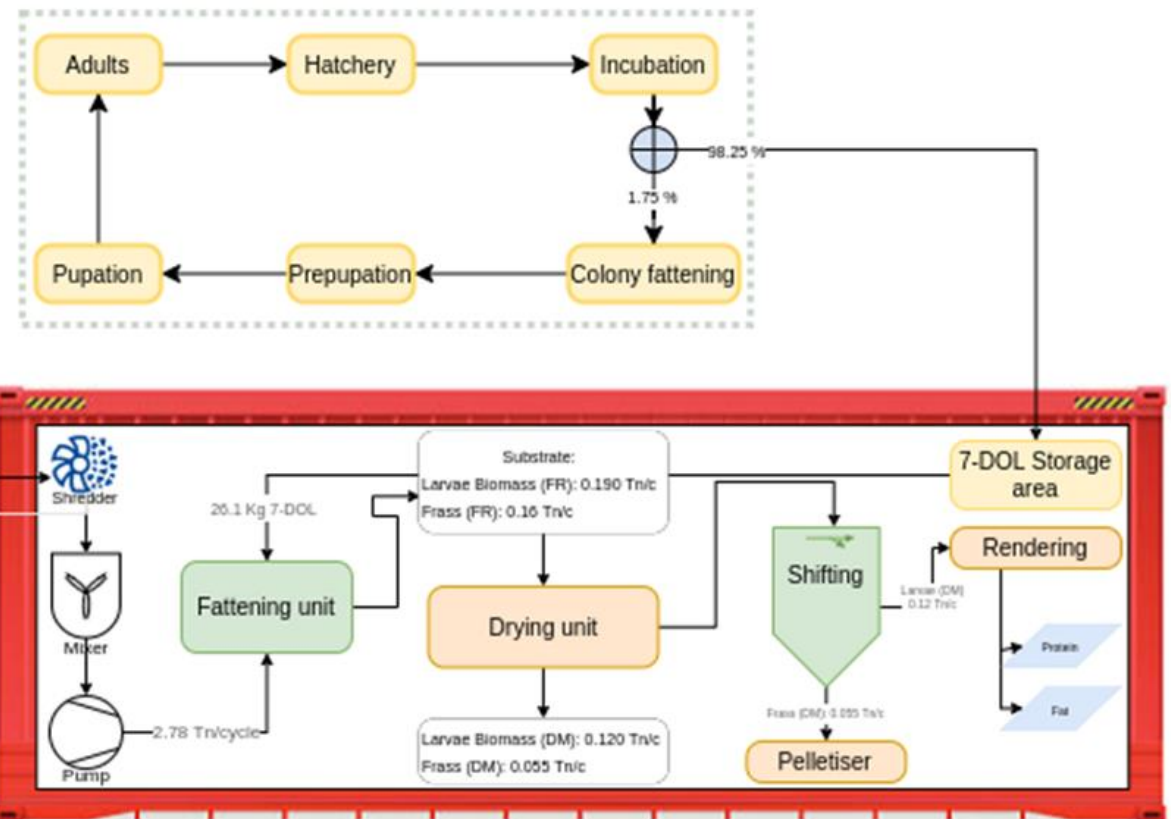 Adults
Hatchery
Incubation
98.25 %
1.75 %
Pupation
Prepupation
Colony fattening
Shredder
Substrate:
Larvae Biomass (FR): 0.190 Tn/c
Frass (FR): 0.16 Tn/c
7-DOL Storage
area
26.1 Kg 7-DOL
Rendering
Shifting
Fattening unit
Larvae (DM)
0.12 Tn/c
Drying unit
Mixer
Protein
Fat
Frass (DM): 0.055 Tn/c
2.78 Tn/cycle
Larvae Biomass (DM): 0.120 Tn/c
Frass (DM): 0.055 Tn/c
Pelletiser
Pump